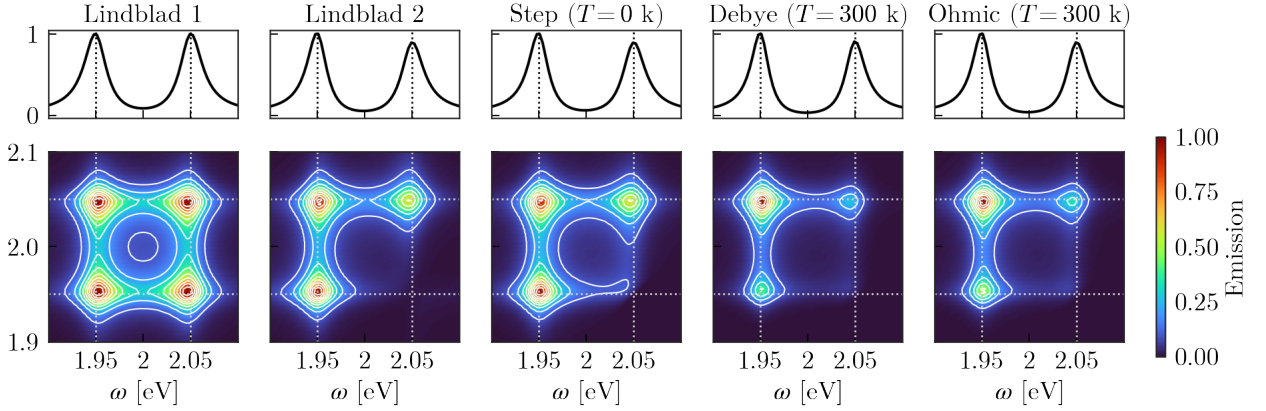 Lindblad 1 Lindblad 2 Step (T = 0 k) Debye (T = 300 k) Ohmic (T = 300 k)
1
0
2.1
2.0
1.9
1.95 2 2.05 1.95 2 2.05 1.95 2 2.05 1.95 2 2.05 1.95 2 2.05
ω [eV] ω [eV] ω [eV] ω [eV] ω [eV]
1.00
0.75
0.50
0.25
0.00
Emission